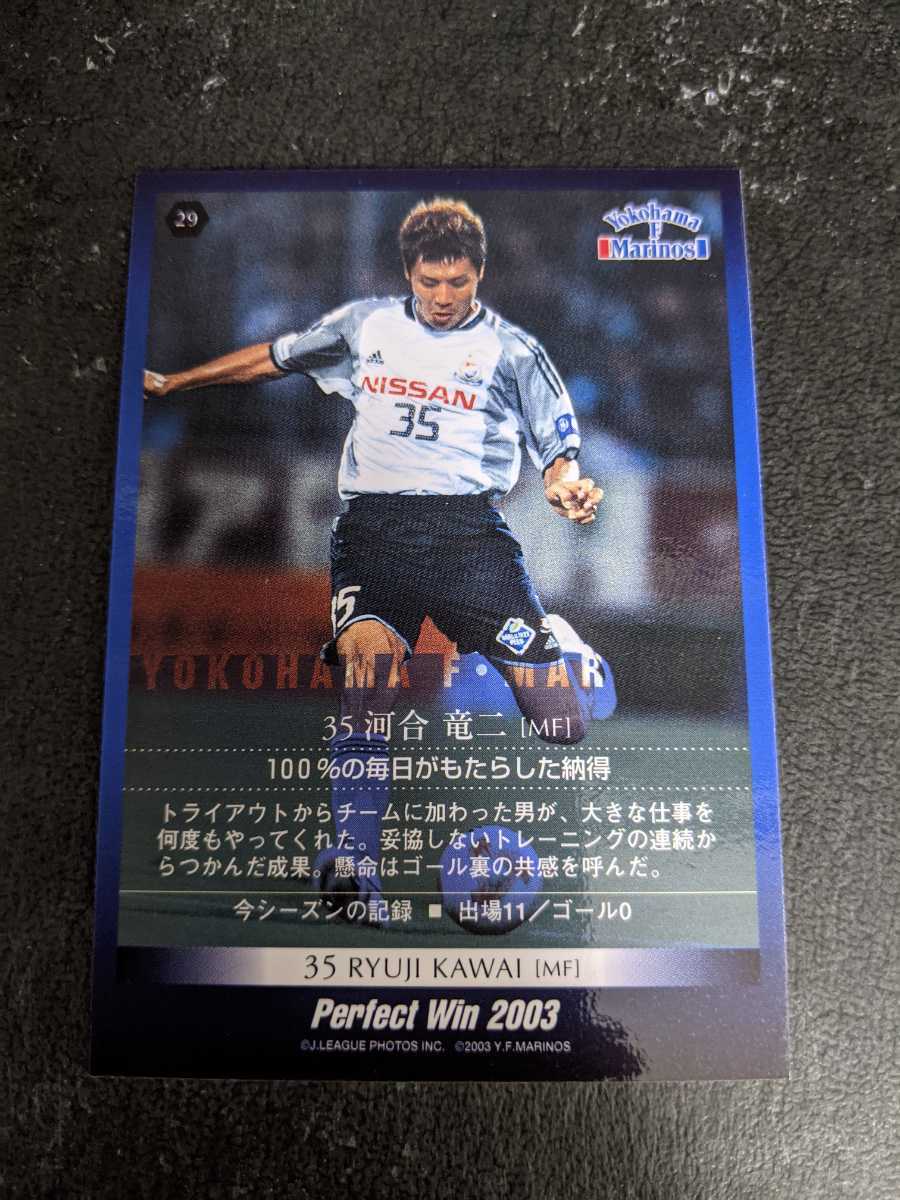 29
Yokohama
F
Marinos
NISSAN
35
35
YOKOHAMA F・MAR
35 河合 竜二 [MF]
100%の毎日がもたらした納得
トライアウトからチームに加わった男が、大きな仕事を
何度もやってくれた。妥協しないトレーニングの連続か
らつかんだ成果。懸命はゴール裏の共感を呼んだ。
今シーズンの記録 ■ 出場11/ゴール0
35 RYUJI KAWAI [MF]
Perfect Win 2003
©J.LEAGUE PHOTOS INC. ©2003 Y.F.MARINOS